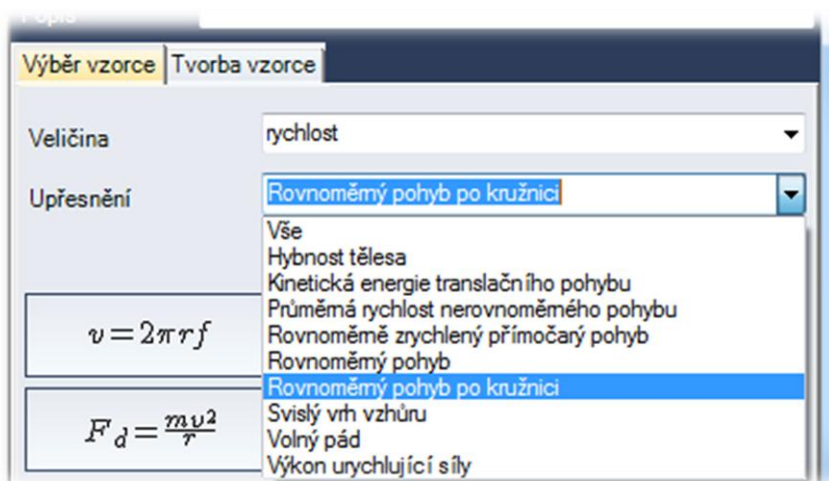 Popis
Výběr vzorce Tvorba vzorce
Veličina rychlost
Upřesnění Rovnoměrný pohyb po kružnici
Vše
Hybnost tělesa
Kinetická energie translačního pohybu
Průměrná rychlost nerovnoměrného pohybu
Rovnoměrně zrychlený přímočarý pohyb
Rovnoměrný pohyb
Rovnoměrný pohyb po kružnici
Svislý vrh vzhůru
Volný pád
Výkon urychlující síly
v = 2πrf
F_d = mv²/r